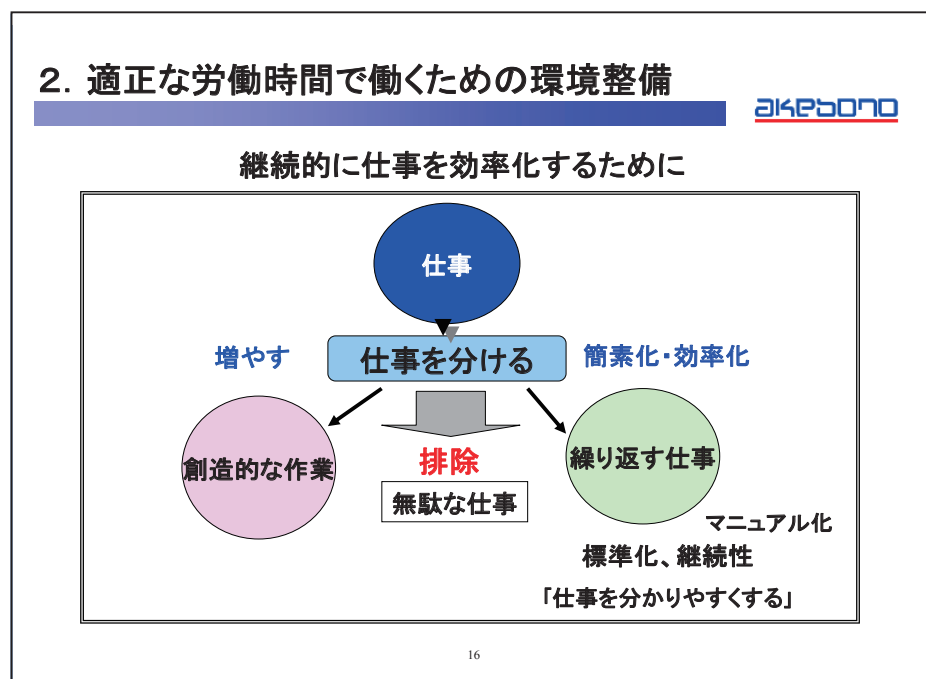 2．適正な労働時間で働くための環境整備
akebono
継続的に仕事を効率化するために
仕事
増やす
仕事を分ける
簡素化・効率化
創造的な作業
排除
無駄な仕事
繰り返す仕事
マニュアル化
標準化、継続性
「仕事を分かりやすくする」
16